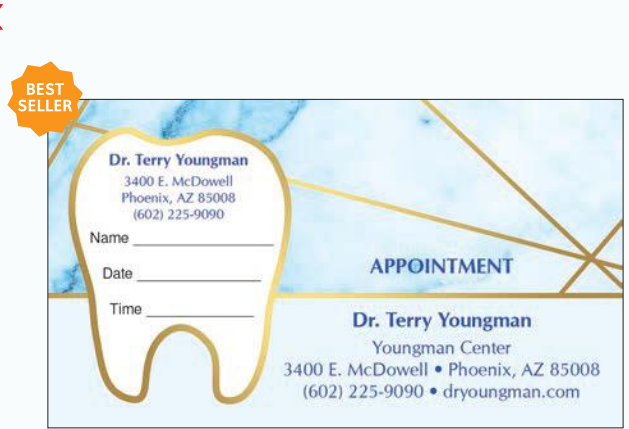 BEST
SELLER
Dr. Terry Youngman
3400 E. McDowell
Phoenix, AZ 85008
(602) 225-9090
Name
Date
Time
APPOINTMENT
Dr. Terry Youngman
Youngman Center
3400 E. McDowell • Phoenix, AZ 85008
(602) 225-9090 • dryoungman.com